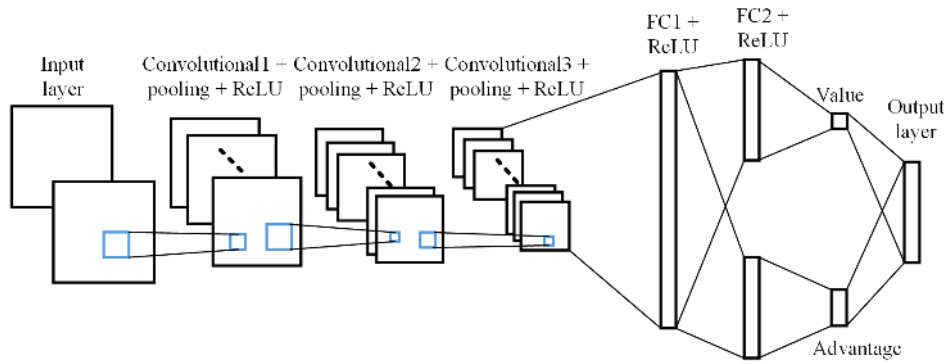 Input
layer
Convolutional1 +
pooling + ReLU
Convolutional2 +
pooling + ReLU
Convolutional3 +
pooling + ReLU
FC1 +
ReLU
FC2 +
ReLU
Value
Output
layer
Advantage